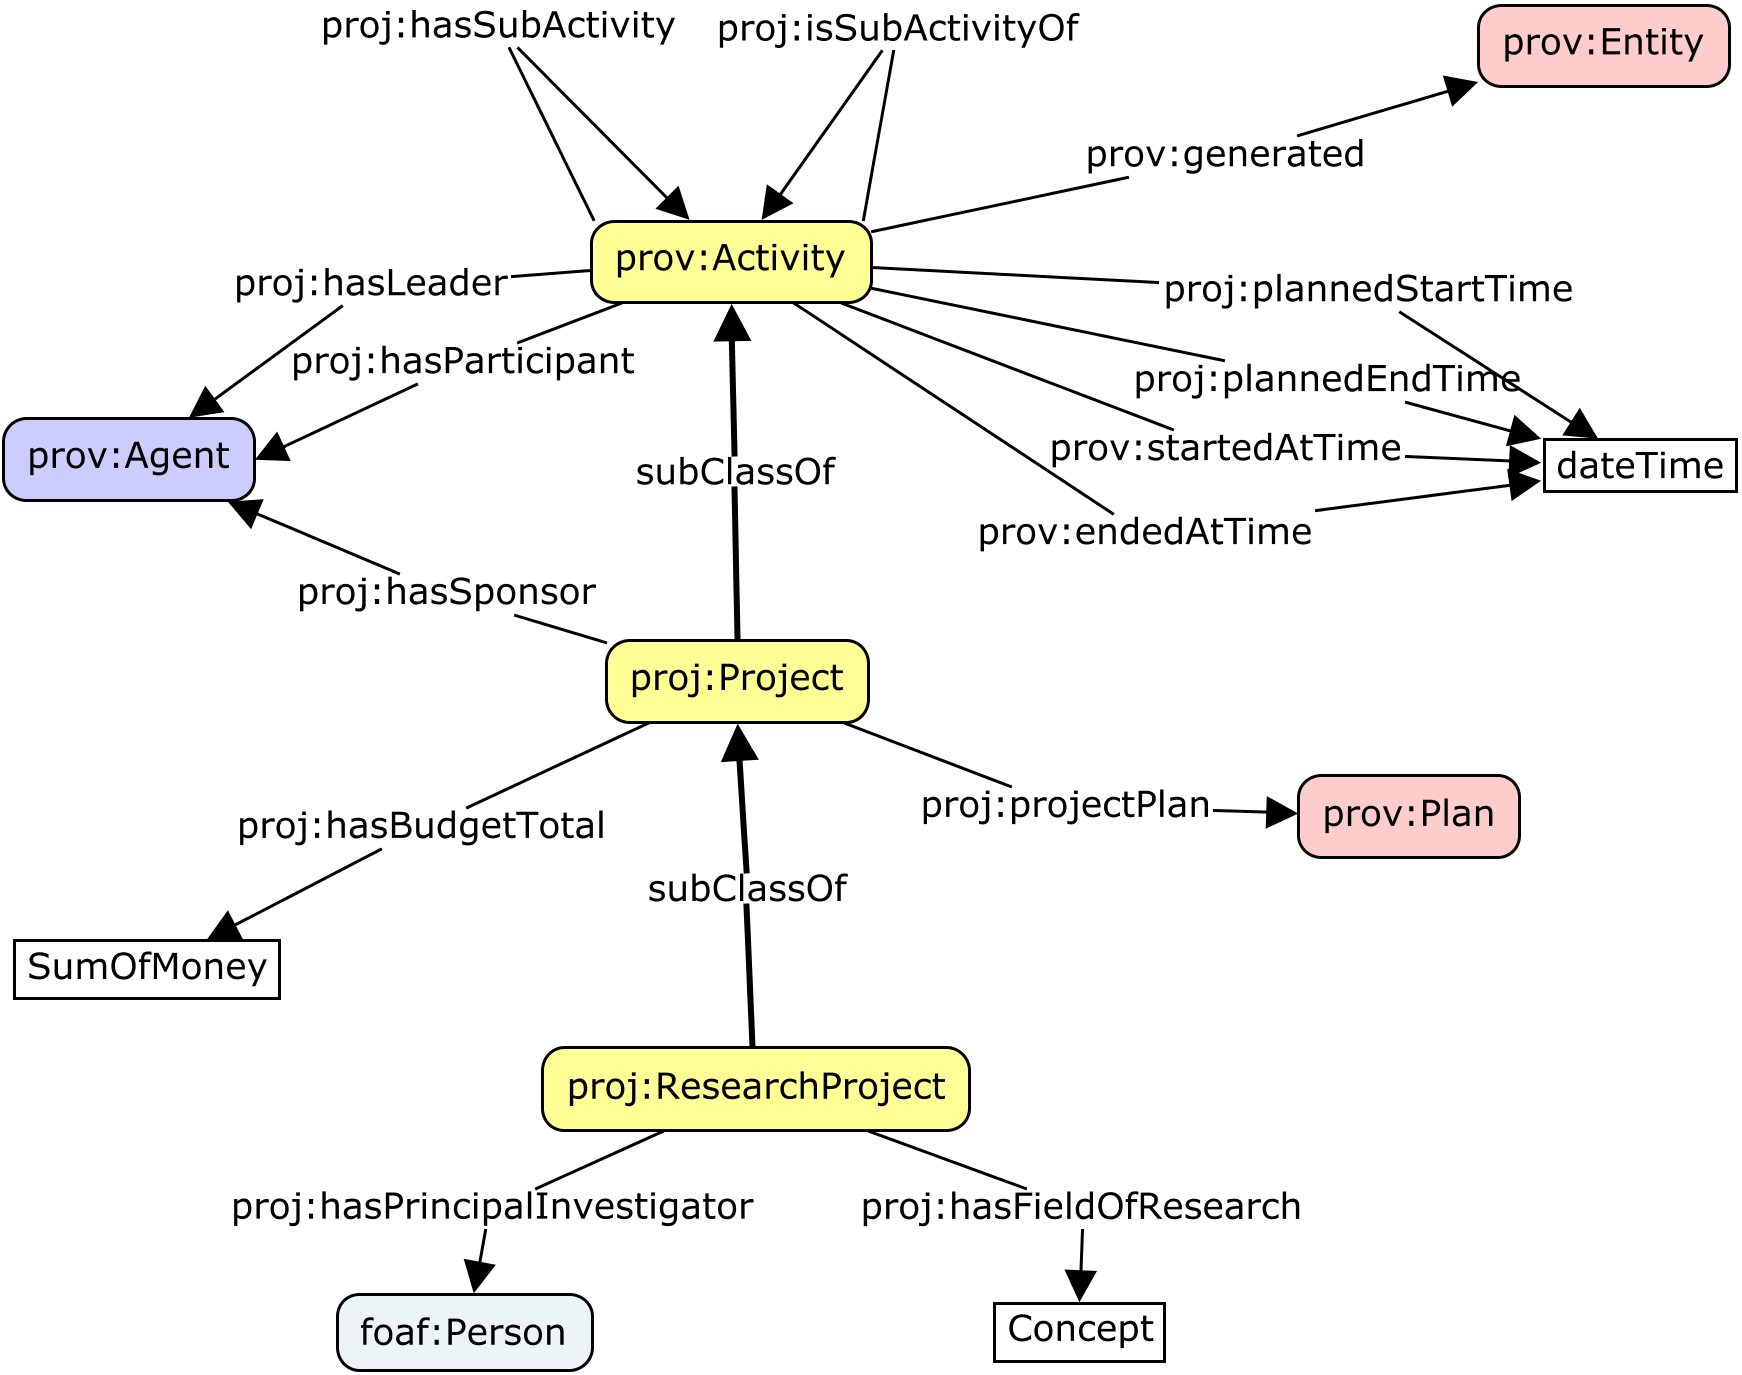 proj:hasSubActivity
proj:isSubActivityOf
prov:Entity
prov:generated
prov:Activity
proj:hasLeader
proj:plannedStartTime
proj:hasParticipant
proj:plannedEndTime
prov:Agent
prov:startedAtTime
dateTime
subClassOf
prov:endedAtTime
proj:hasSponsor
proj:Project
proj:hasBudgetTotal
proj:projectPlan
prov:Plan
subClassOf
SumOfMoney
proj:ResearchProject
proj:hasPrincipalInvestigator
proj:hasFieldOfResearch
foaf:Person
Concept